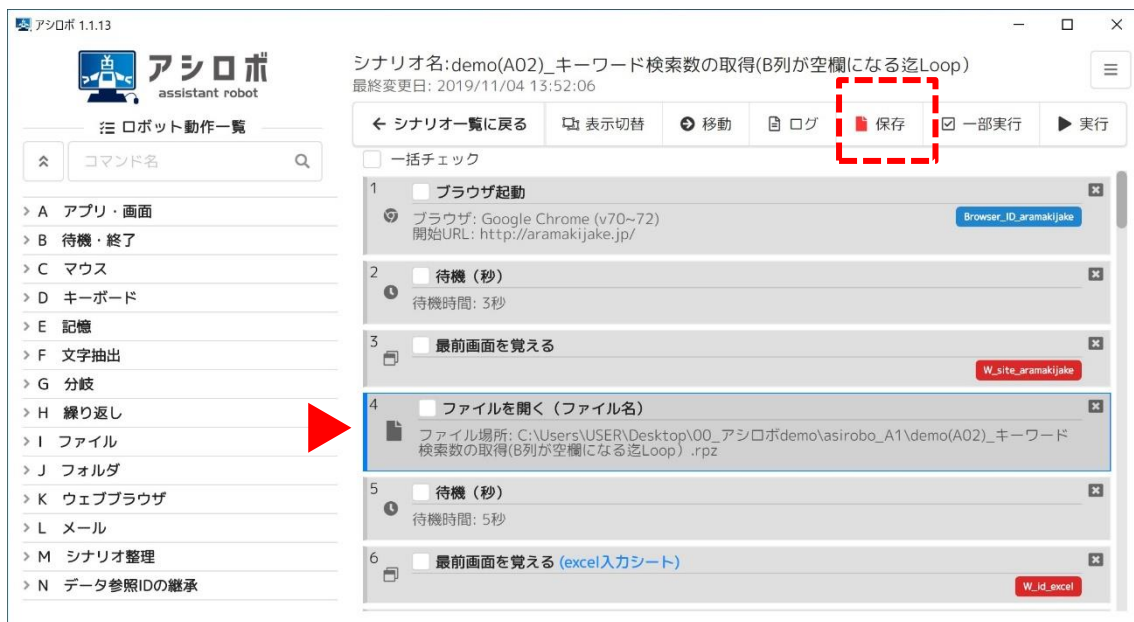 アシロボ 1.1.13
アシロボ
assistant robot
ロボット動作一覧
コマンド名
> A アプリ・画面
> B 待機・終了
> C マウス
> D キーボード
> E 記憶
> F 文字抽出
> G 分岐
> H 繰り返し
> I ファイル
> J フォルダ
> K ウェブブラウザ
> L メール
> M シナリオ整理
> N データ参照IDの継承
シナリオ名:demo(A02)_キーワード検索数の取得(B列が空欄になる迄Loop)
最終変更日: 2019/11/04 13:52:06
← シナリオ一覧に戻る 表示切替 移動 ログ 保存 一部実行 実行
一括チェック
1 ブラウザ起動
ブラウザ: Google Chrome (v70~72)
開始URL: http://aramakijake.jp/
Browser_ID_aramakijake
2 待機（秒）
待機時間: 3秒
3 最前画面を覚える
W_site_aramakijake
4 ファイルを開く（ファイル名）
ファイル場所: C:\Users\USER\Desktop\00_アシロボdemo\asirobo_A1\demo(A02)_キーワード
検索数の取得(B列が空欄になる迄Loop）.rpz
5 待機（秒）
待機時間: 5秒
6 最前画面を覚える (excel入力シート)
W_id_excel